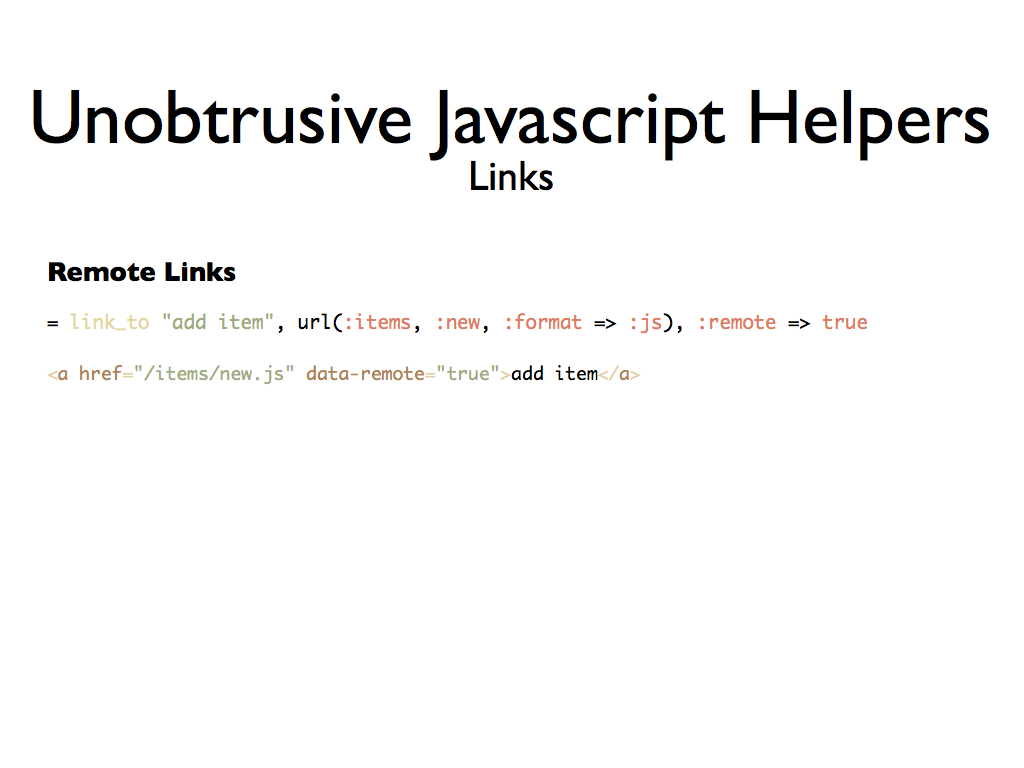 Unobtrusive Javascript Helpers
Links
Remote Links
= link_to "add item", url(:items, :new, :format => :js), :remote => true
<a href="/items/new.js" data-remote="true">add item</a>